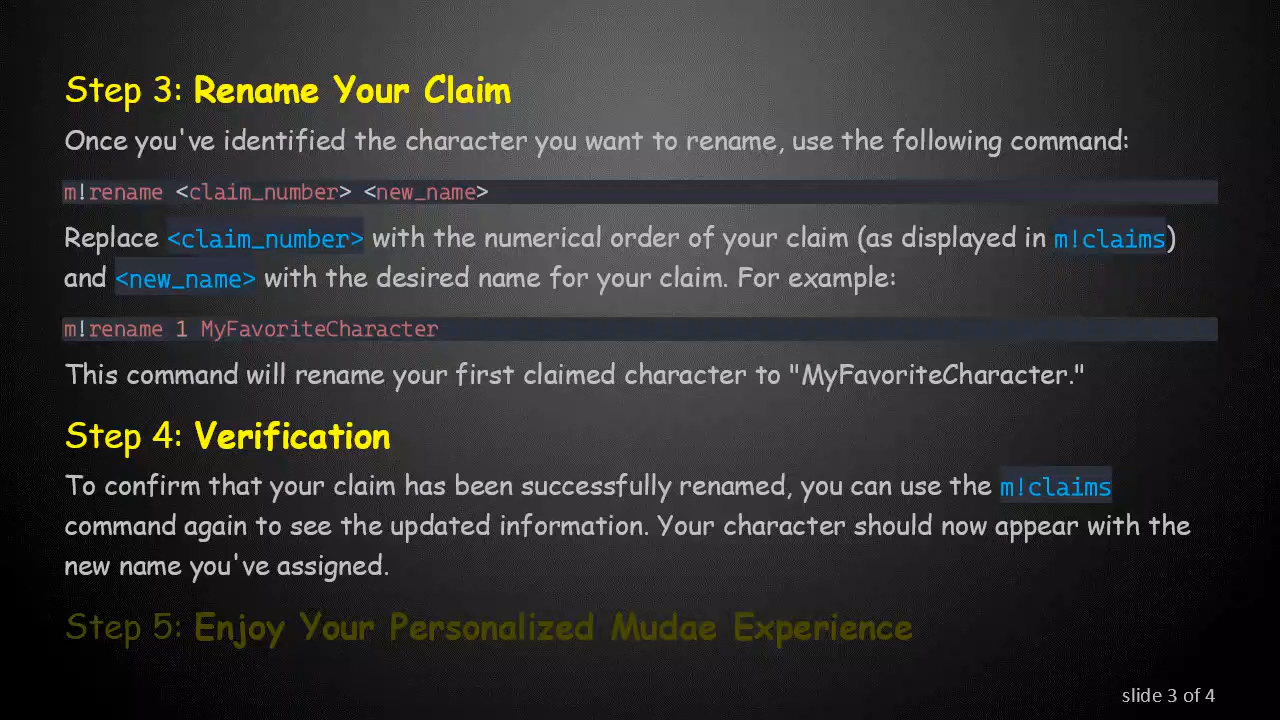 Step 3: Rename Your Claim
Once you've identified the character you want to rename, use the following command:
m!rename <claim_number> <new_name>
Replace <claim_number> with the numerical order of your claim (as displayed in m!claims)
and <new_name> with the desired name for your claim. For example:
m!rename 1 MyFavoriteCharacter
This command will rename your first claimed character to "MyFavoriteCharacter."
Step 4: Verification
To confirm that your claim has been successfully renamed, you can use the m!claims
command again to see the updated information. Your character should now appear with the
new name you've assigned.
Step 5: Enjoy Your Personalized Mudae Experience
slide 3 of 4